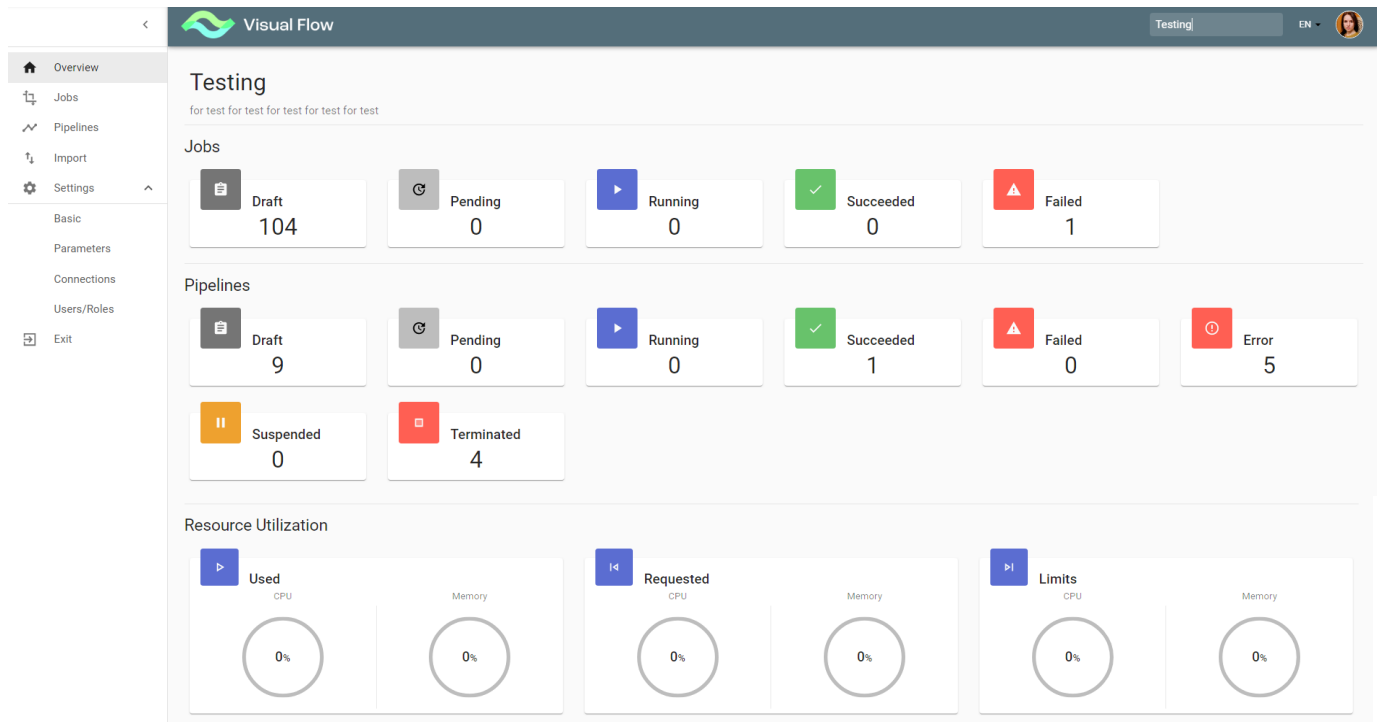 Visual Flow
Testing
EN
Overview
Jobs
Pipelines
Import
Settings
Basic
Parameters
Connections
Users/Roles
Exit
Testing
for test for test for test for test for test
Jobs
Draft
104
Pending
0
Running
0
Succeeded
0
Failed
1
Pipelines
Draft
9
Pending
0
Running
0
Succeeded
1
Failed
0
Error
5
Suspended
0
Terminated
4
Resource Utilization
Used
CPU
Memory
0%
0%
Requested
CPU
Memory
0%
0%
Limits
CPU
Memory
0%
0%